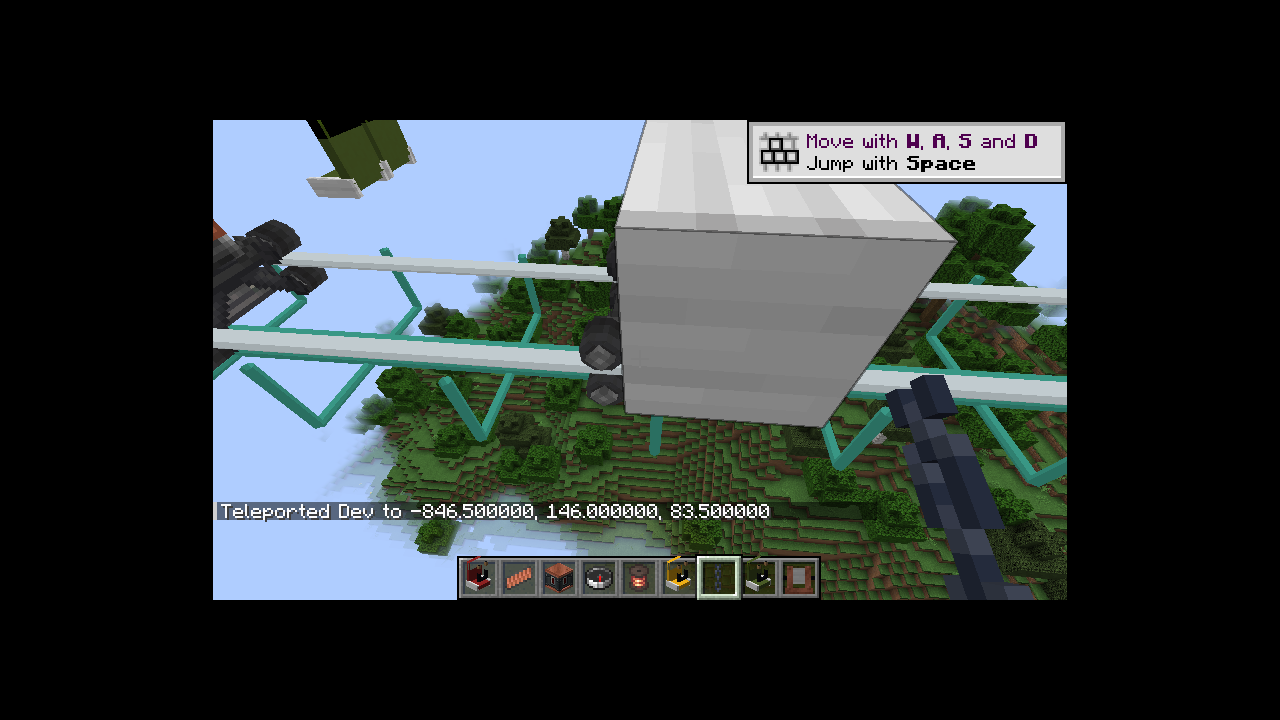 Move with W, A, S and D
Jump with Space
Teleported Dev to -846.500000, 146.000000, 83.500000